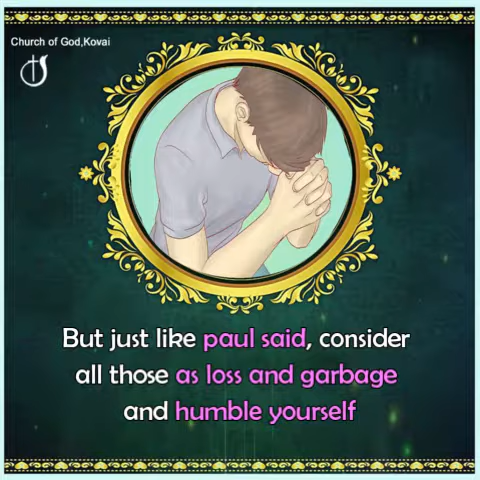 Church of God,Kovai
But just like paul said, consider
all those as loss and garbage
and humble yourself